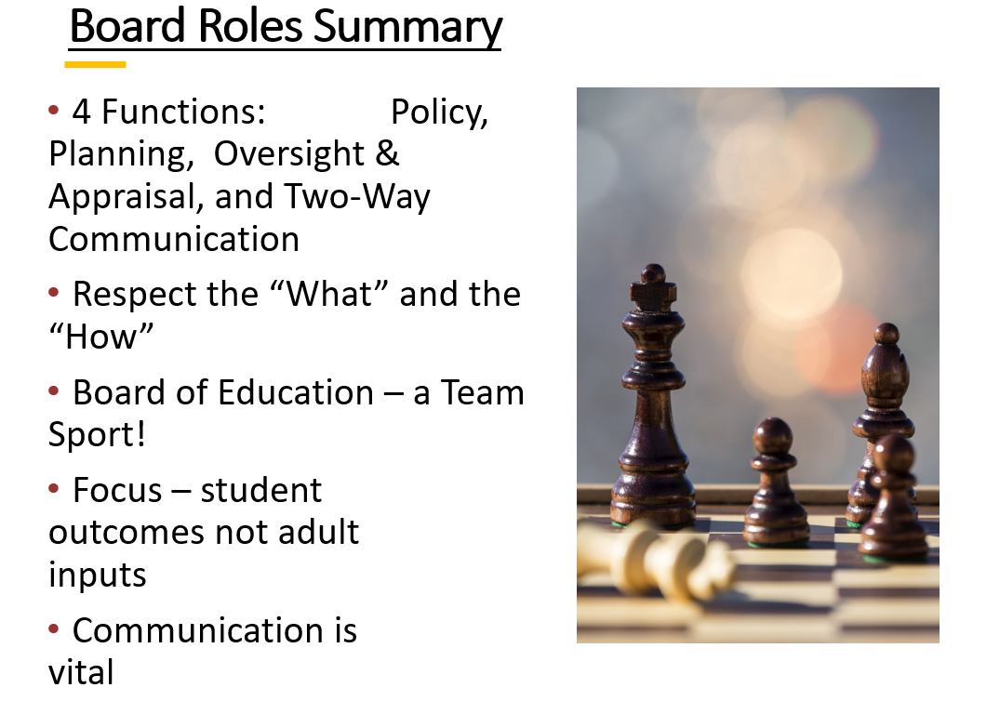 Board Roles Summary
• 4 Functions: Policy,
Planning, Oversight &
Appraisal, and Two-Way
Communication
• Respect the “What” and the
“How”
• Board of Education – a Team
Sport!
• Focus – student
outcomes not adult
inputs
• Communication is
vital